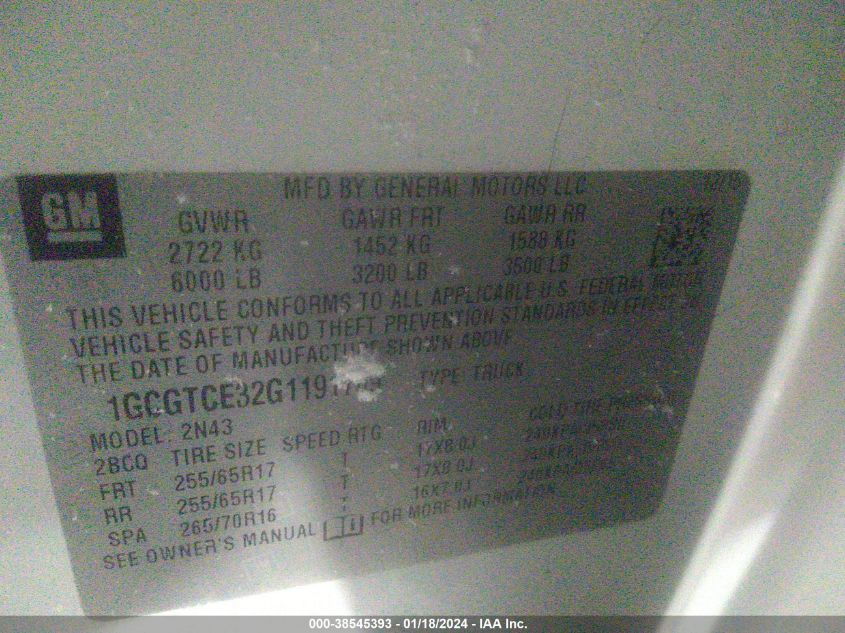 GM
MFD BY GENERAL MOTORS LLC
GVWR GAWR FRT GAWR RR
2722 KG 1452 KG 1588 KG
6000 LB 3200 LB 3500 LB
THIS VEHICLE CONFORMS TO ALL APPLICABLE U.S. FEDERAL MOTOR
VEHICLE SAFETY AND THEFT PREVENTION STANDARDS IN EFFECT ON
THE DATE OF MANUFACTURE SHOWN ABOVE
TYPE: TRUCK
MODEL: 2N43
2BCQ TIRE SIZE SPEED RTG RIM COLD TIRE PRESSURE
FRT 255/65R17 T 17X8.0J
RR 255/65R17 T 17X8.0J
SPA 265/70R16 T 16X7.0J
SEE OWNER'S MANUAL FOR MORE INFORMATION
000-38545393 - 01/18/2024 - IAA Inc.